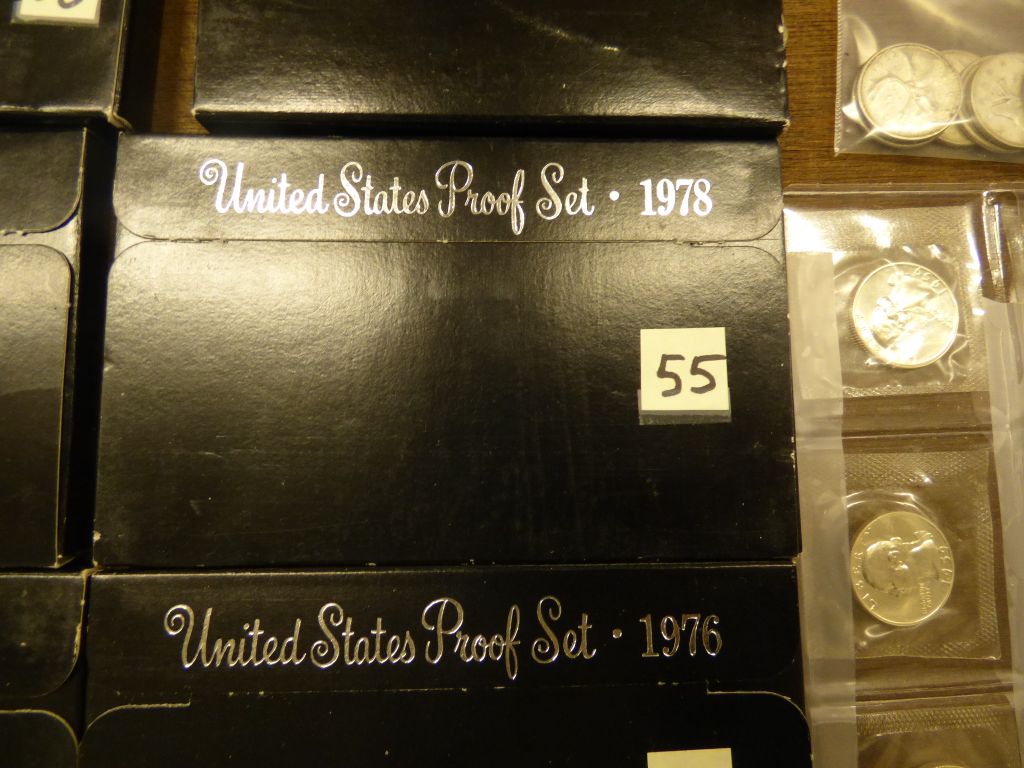 United States Proof Set · 1978
55
United States Proof Set · 1976